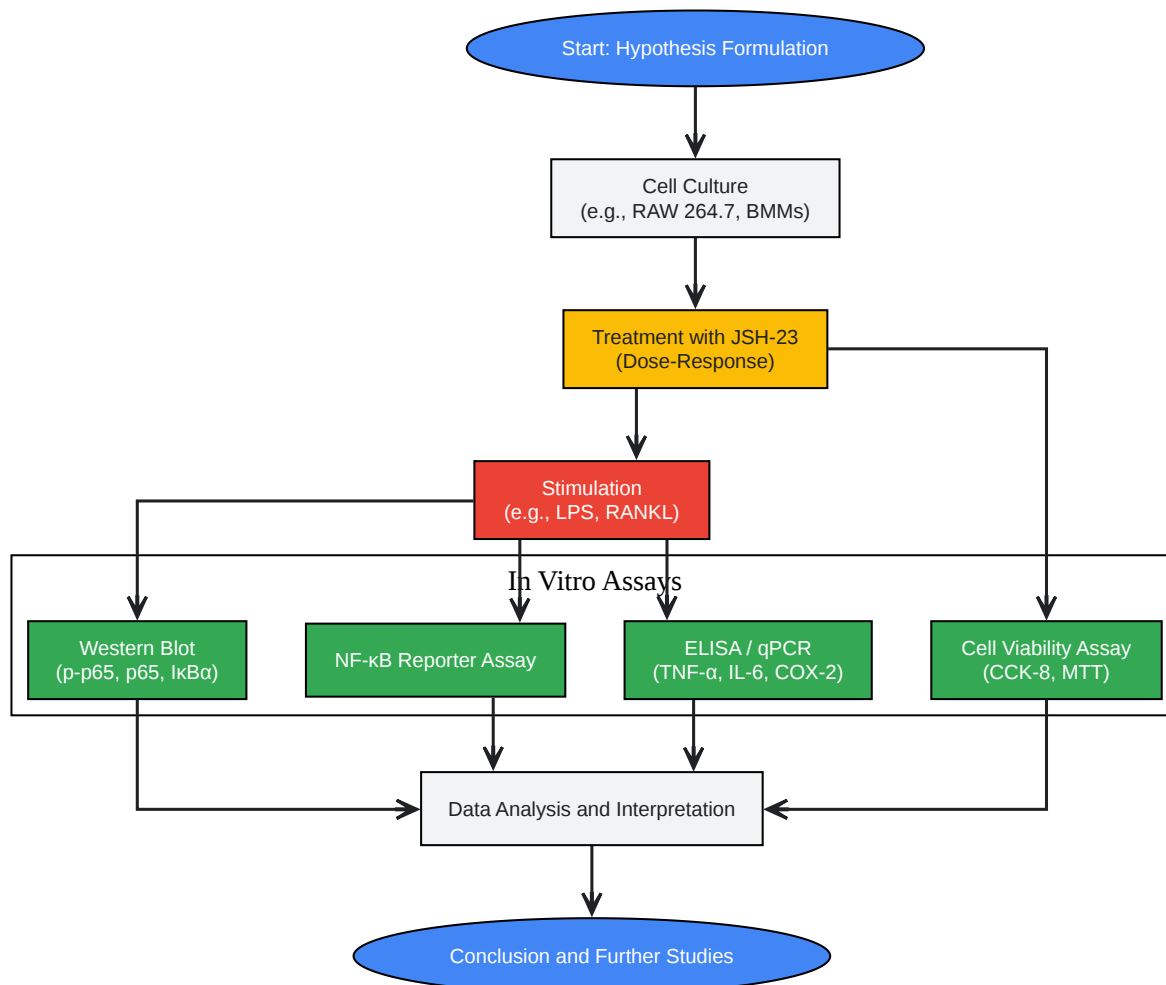 Start: Hypothesis Formulation
Cell Culture
(e.g., RAW 264.7, BMMs)
Treatment with JSH-23
(Dose-Response)
Stimulation
(e.g., LPS, RANKL)
In Vitro Assays
Western Blot
(p-p65, p65, IκBα)
NF-κB Reporter Assay
ELISA / qPCR
(TNF-α, IL-6, COX-2)
Cell Viability Assay
(CCK-8, MTT)
Data Analysis and Interpretation
Conclusion and Further Studies